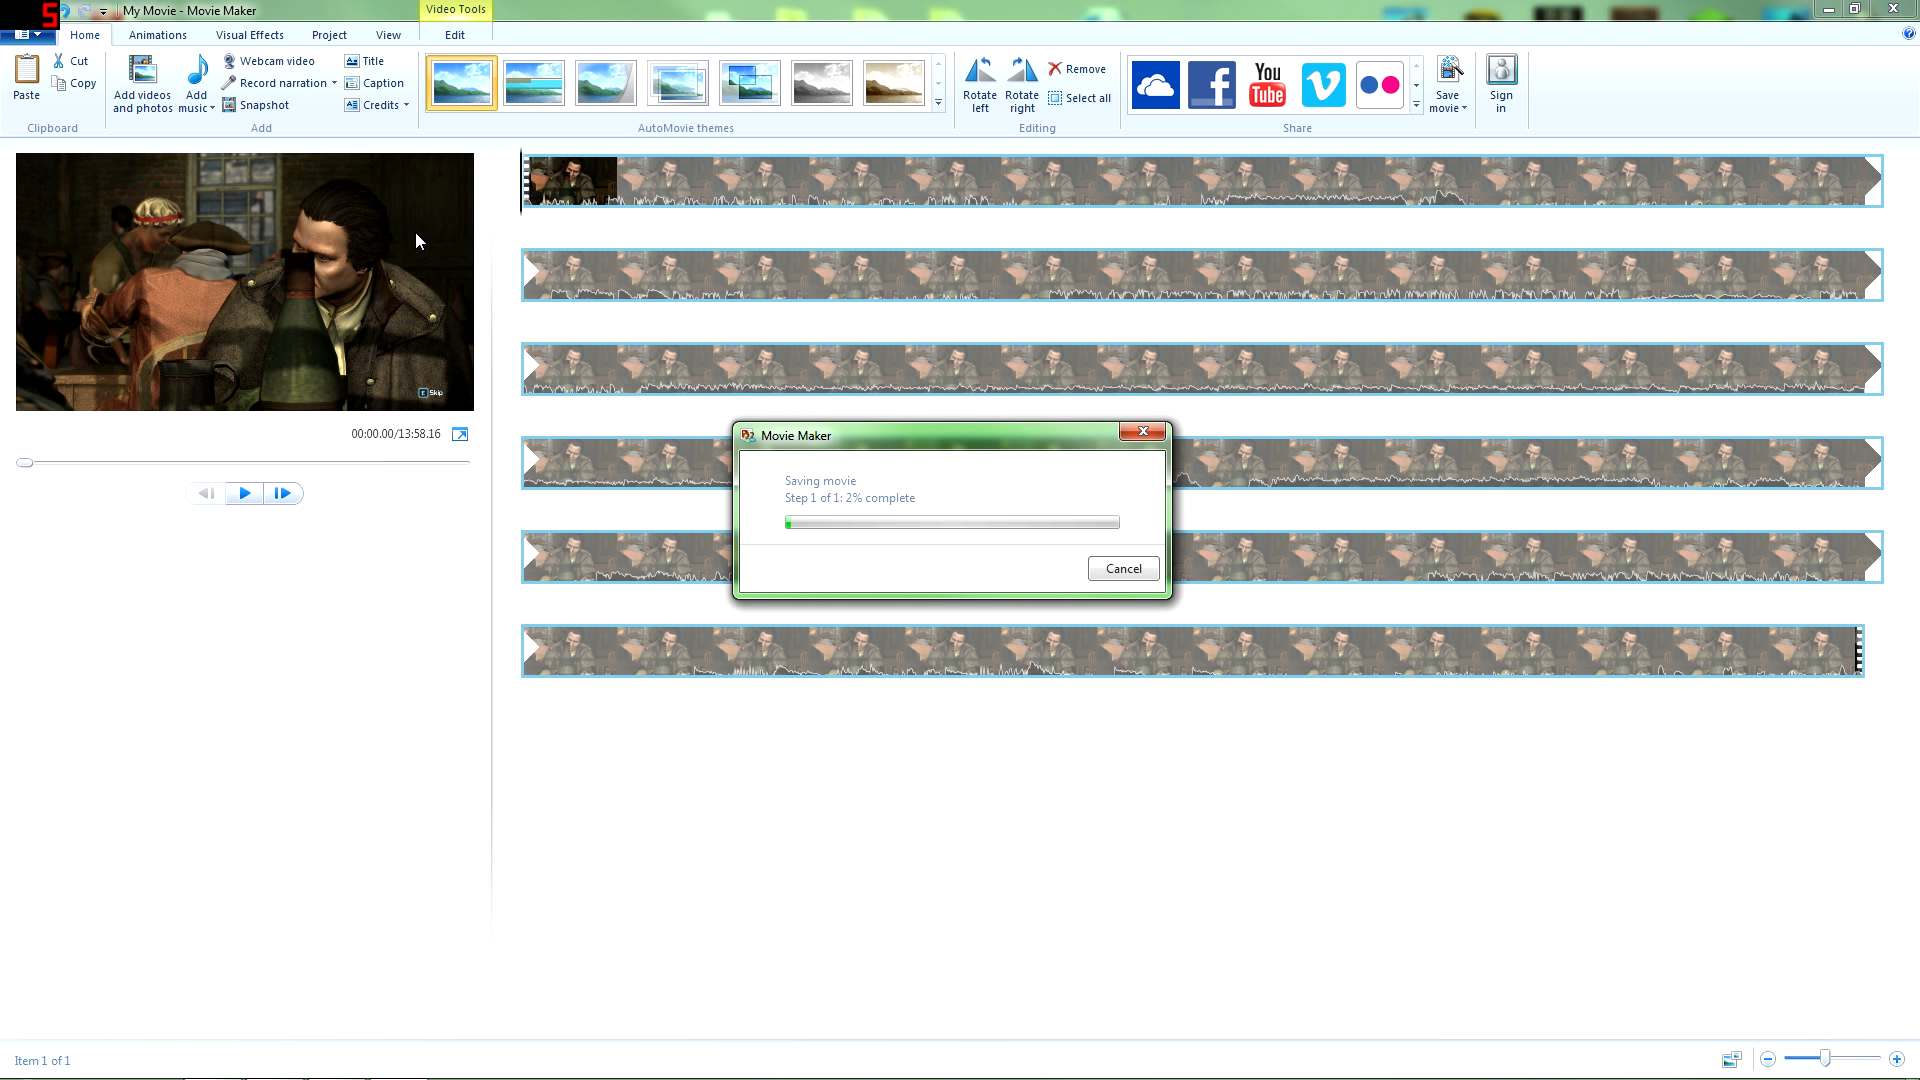 5
My Movie - Movie Maker
Video Tools
Home
Animations
Visual Effects
Project
View
Edit
Paste
Cut
Copy
Clipboard
Add videos
and photos
Add
music
Webcam video
Record narration
Snapshot
Title
Caption
Credits
Add
AutoMovie themes
Rotate
left
Rotate
right
Remove
Select all
Editing
f
You
Tube
Share
Save
movie
Sign
in
E Skip
00:00.00/13:58.16
Movie Maker
Saving movie
Step 1 of 1: 2% complete
Cancel
Item 1 of 1